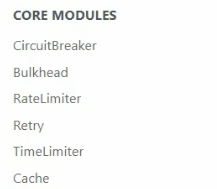 CORE MODULES
CircuitBreaker
Bulkhead
RateLimiter
Retry
TimeLimiter
Cache